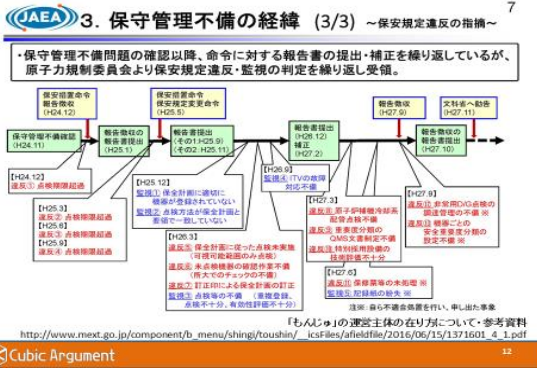 7
JAEA
3. 保守管理不備の経緯 (3/3) ～保安規定違反の指摘～
・保守管理不備問題の確認以降、命令に対する報告書の提出・補正を繰り返しているが、
原子力規制委員会より保安規定違反・監視の判定を繰り返し受領。
保安措置命令
報告徴収
(H24.12)
保安措置命令
保安規定変更命令
(H25.5)
報告徴収
(H27.9)
文科省へ勧告
(H27.11)
保守管理不備確認
(H24.11)
報告徴収の
報告書提出
(H25.1)
報告書提出
(その1:H25.9)
(その2:H25.11)
報告書提出
(H26.12)
補正
(H27.2)
報告徴収の
報告書提出
(H27.10)
【H24.12】
違反① 点検期限超過
【H25.3】
違反② 点検期限超過
【H25.6】
違反③ 点検期限超過
【H25.9】
違反④ 点検期限超過
【H25.12】
監視① 保全計画に適切に
機器が登録されていない
監視② 点検方法が保全計画と
要領で一致していない
【H26.3】
違反⑤ 保全計画に従った点検未実施
(可視可能範囲のみ点検)
違反⑥ 未点検機器の確認作業不備
(所大でのチェックの不備)
違反⑦ 訂正印による保全計画の訂正
監視③ 点検等の不備 (重複登録、
点検不十分、有効性評価不十分)
【H26.9】
監視④ ITVの故障
対応不備
【H27.3】
違反⑧ 原子炉補機冷却系
配管点検不備
違反⑨ 重要度分類の
QMS文書制定不備
違反⑩ 特別採用設備の
技術評価不十分
【H27.6】
違反⑪ 保修票等の未処理 ※
監視⑤ 記録紙の紛失 ※
【H27.9】
違反⑫ 非常用D/G点検の
調達管理の不備 ※
違反⑬ 機器ごとの
安全重要度分類の
設定不備 ※
注※:自ら不適合処置を行い、申し出た事象
「もんじゅ」の運営主体の在り方について・参考資料
http://www.mext.go.jp/component/b_menu/shingi/toushin/__icsFiles/afieldfile/2016/06/15/1371601_4_1.pdf
Cubic Argument
12